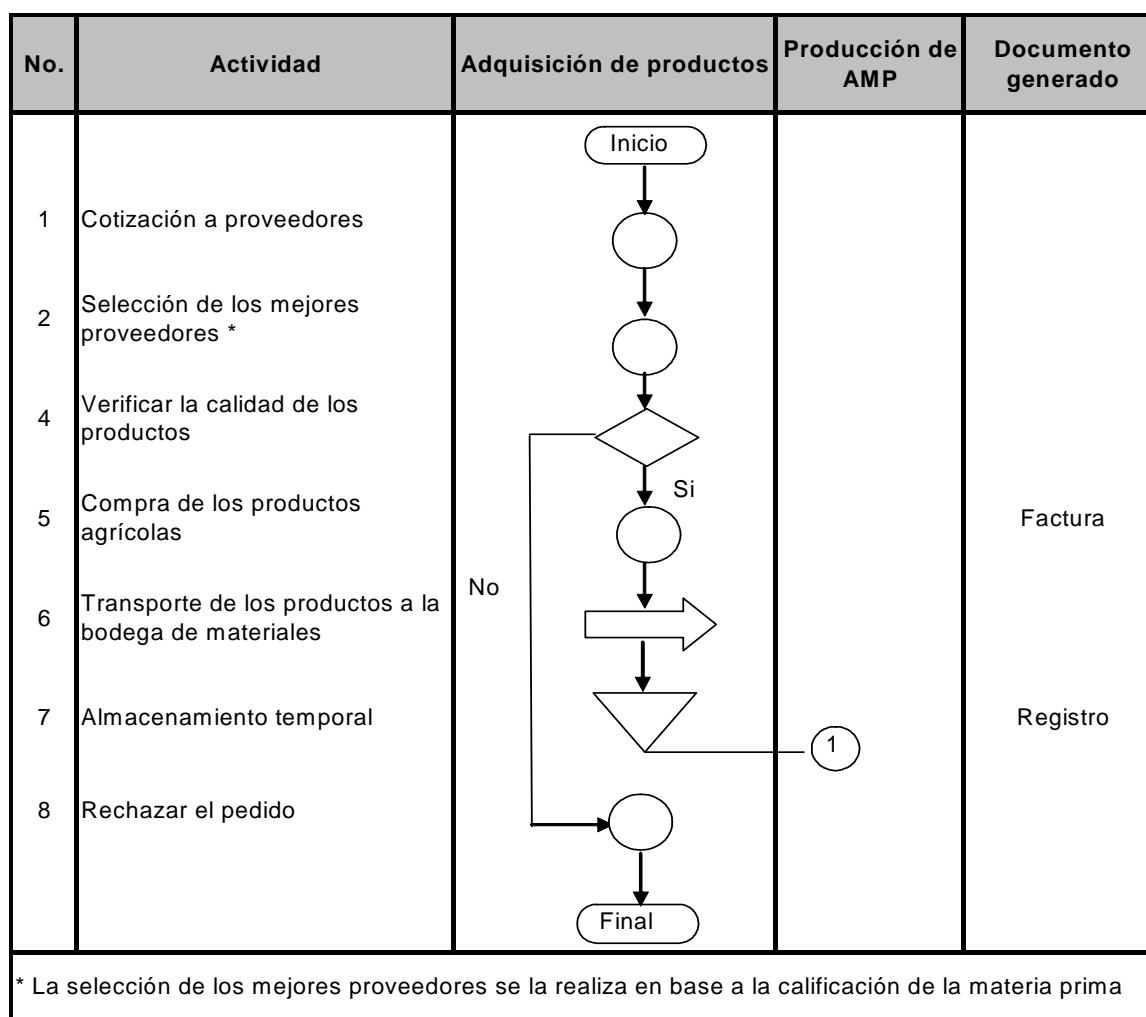 No.
Actividad
Adquisición de productos
Producción de
AMP
Documento
generado
Inicio
1
Cotización a proveedores
2
Selección de los mejores
proveedores *
4
Verificar la calidad de los
productos
Si
5
Compra de los productos
agrícolas
Factura
No
6
Transporte de los productos a la
bodega de materiales
7
Almacenamiento temporal
1
Registro
8
Rechazar el pedido
Final
* La selección de los mejores proveedores se la realiza en base a la calificación de la materia prima